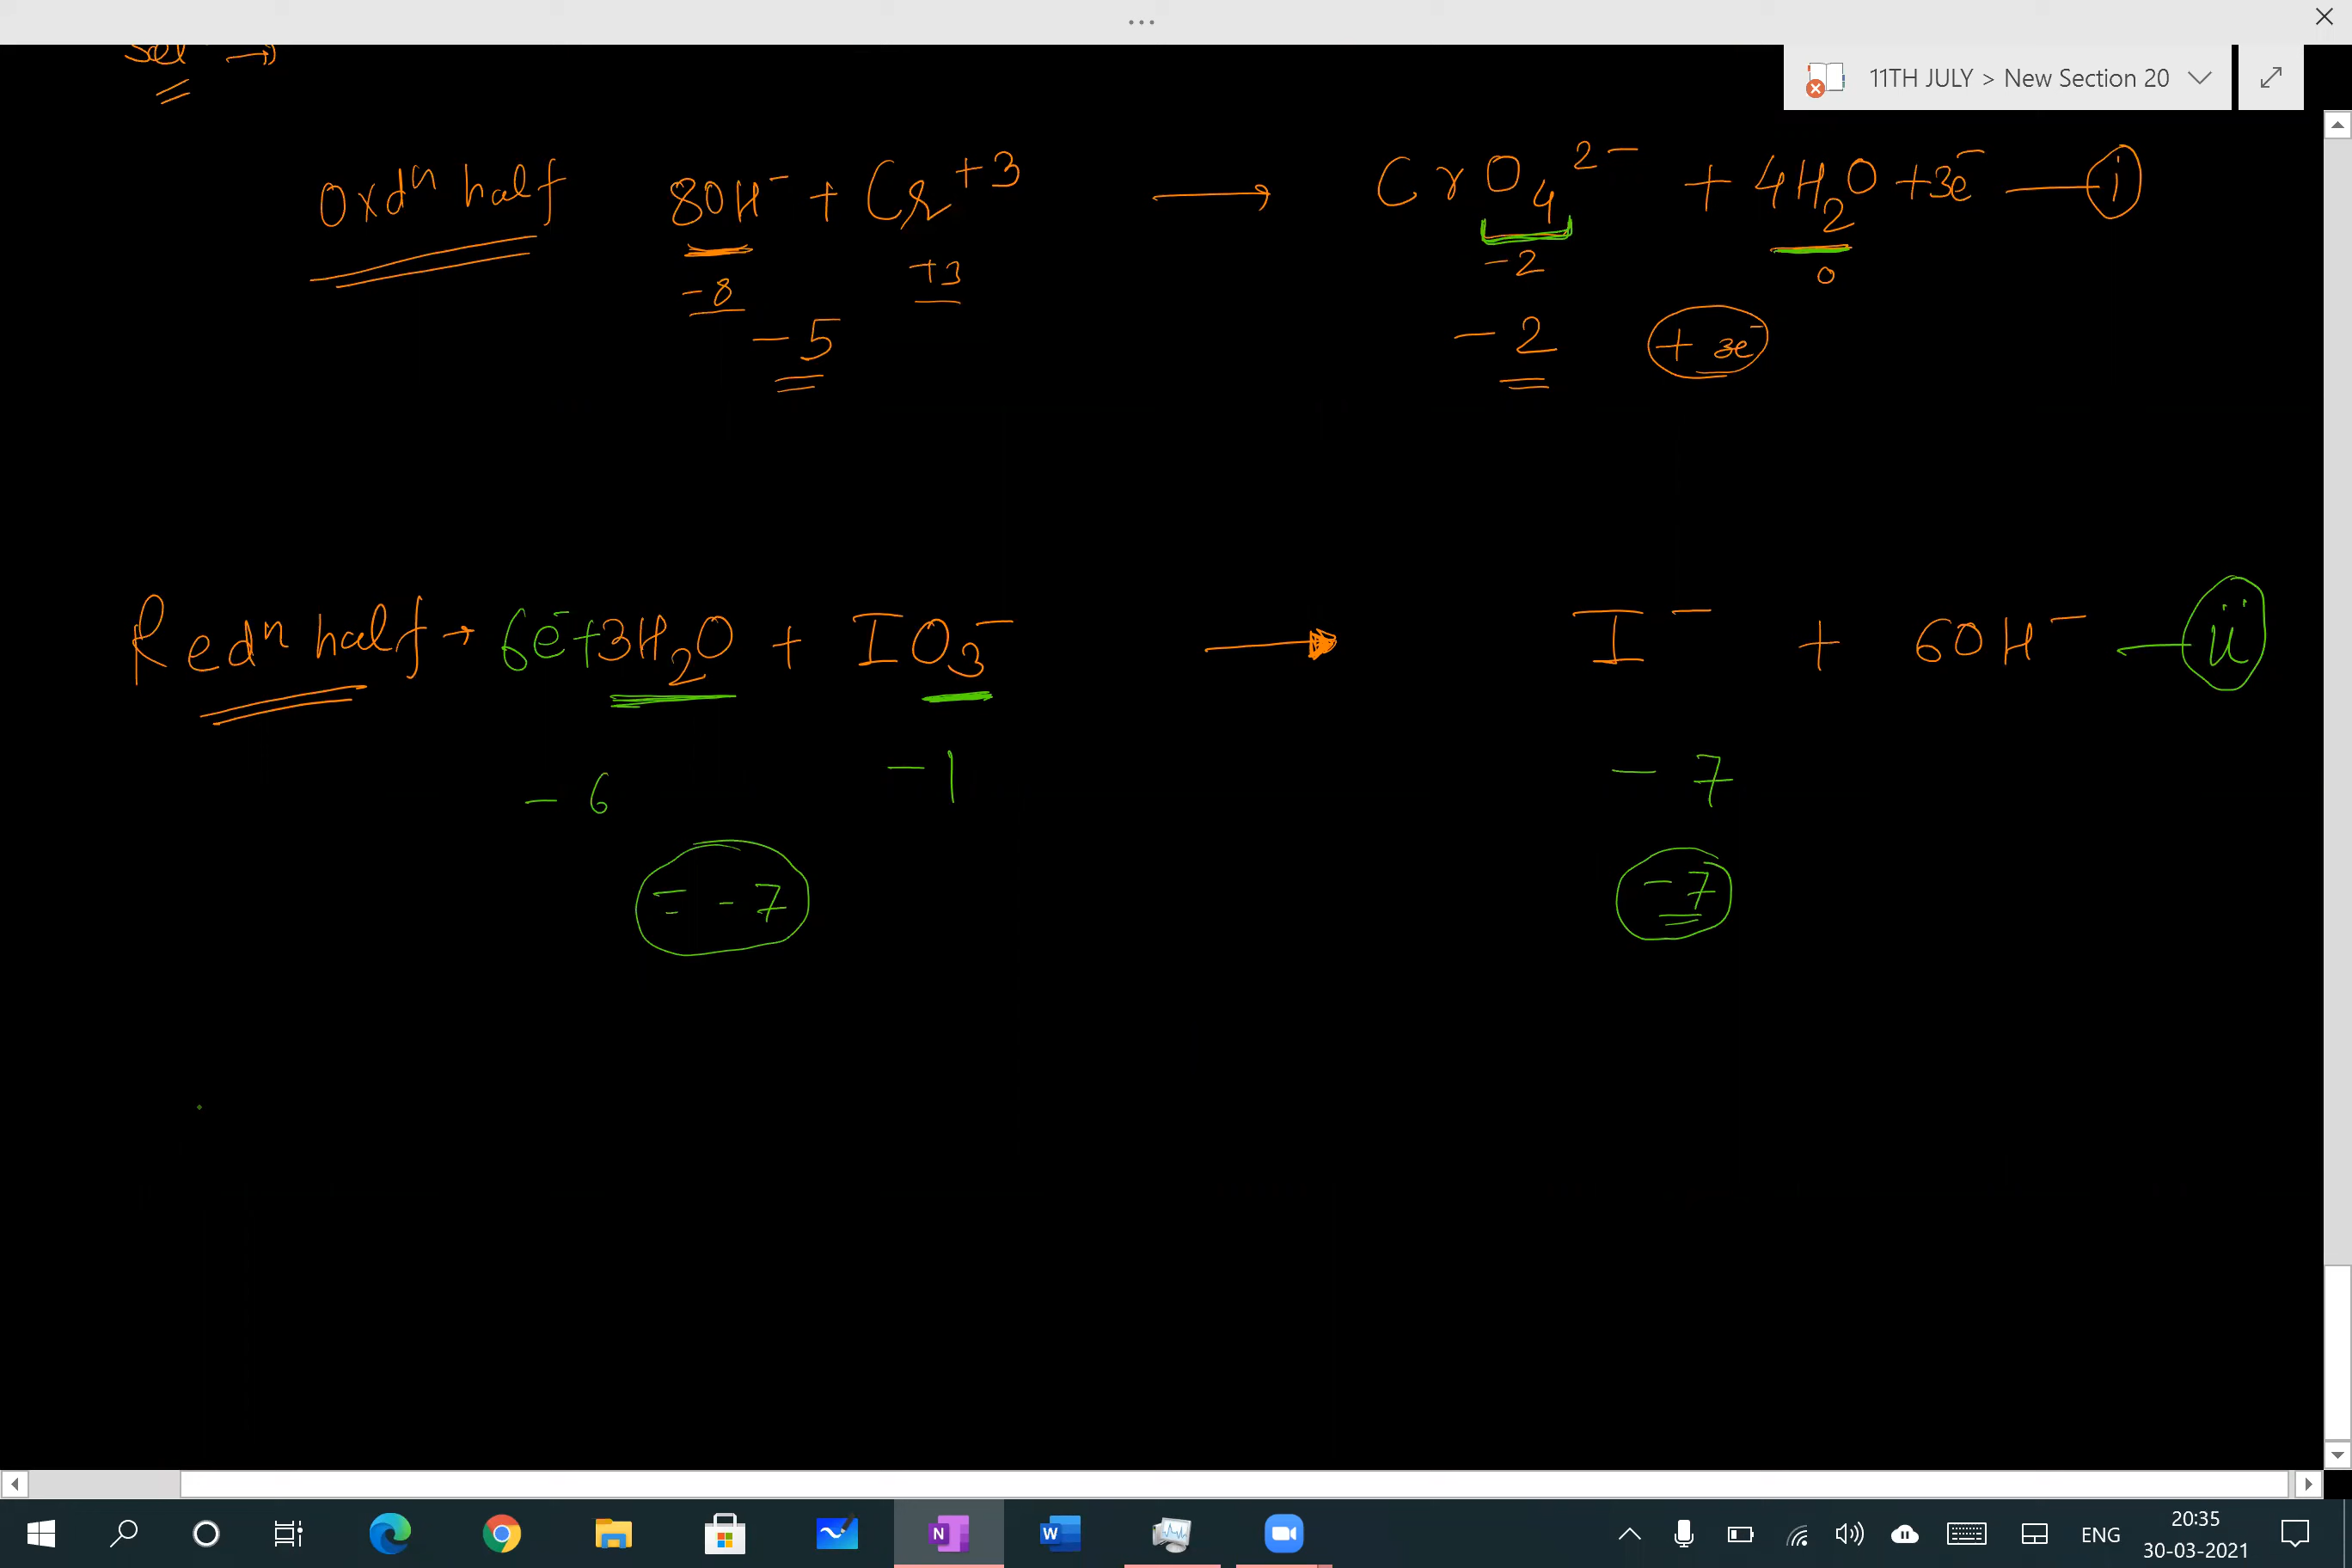 ...
11TH JULY > New Section 20
Sol →
Oxdⁿ half 8OH⁻ + Cr⁺³ ⟶ CrO₄²⁻ + 4H₂O + 3e⁻ — (i)
-8 +3 -2 0
-5 -2 + 3e⁻
Redⁿ half → 6e⁻ + 3H₂O + IO₃⁻ ⟶ I⁻ + 6OH⁻ — (ii)
-6 -1 -7
= -7 -7
N W ENG 20:35
30-03-2021